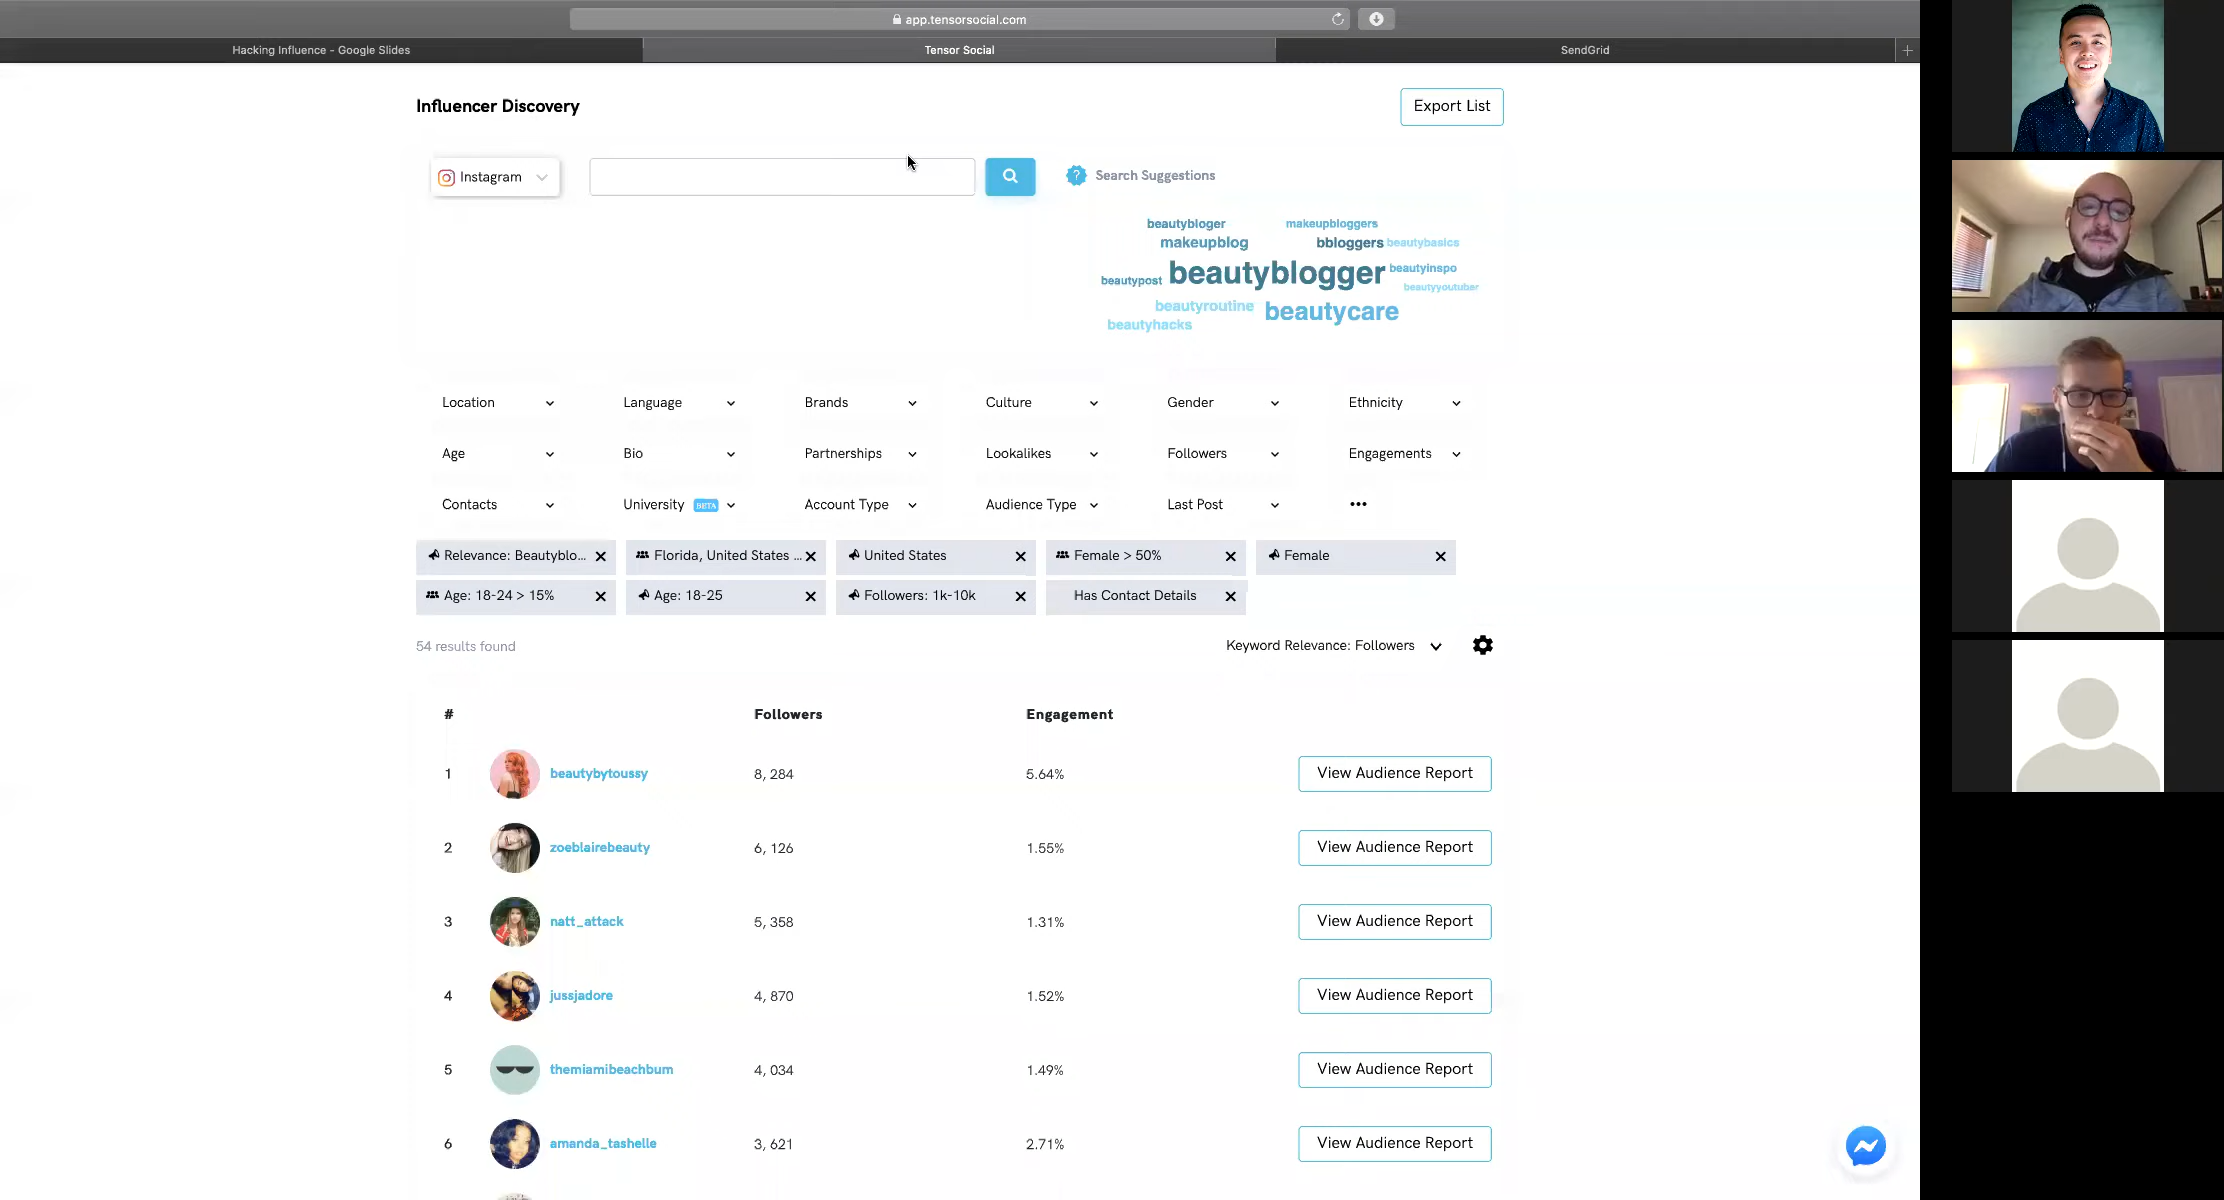 app.tensorsocial.com
Hacking Influence - Google Slides
Tensor Social
SendGrid
Influencer Discovery
Export List
Instagram
Search Suggestions
beautybloger makeupbloggers
makeupblog bbloggers beautybasics
beautypost beautyblogger beautyinspo
beautyyoutuber
beautyroutine beautycare
beautyhacks
Location Language Brands Culture Gender Ethnicity
Age Bio Partnerships Lookalikes Followers Engagements
Contacts University BETA Account Type Audience Type Last Post •••
Relevance: Beautyblo... Florida, United States ... United States Female > 50% Female
Age: 18-24 > 15% Age: 18-25 Followers: 1k-10k Has Contact Details
54 results found
Keyword Relevance: Followers
# Followers Engagement
1 beautybytoussy 8, 284 5.64% View Audience Report
2 zoeblairebeauty 6, 126 1.55% View Audience Report
3 natt_attack 5, 358 1.31% View Audience Report
4 jussjadore 4, 870 1.52% View Audience Report
5 themiamibeachbum 4, 034 1.49% View Audience Report
6 amanda_tashelle 3, 621 2.71% View Audience Report